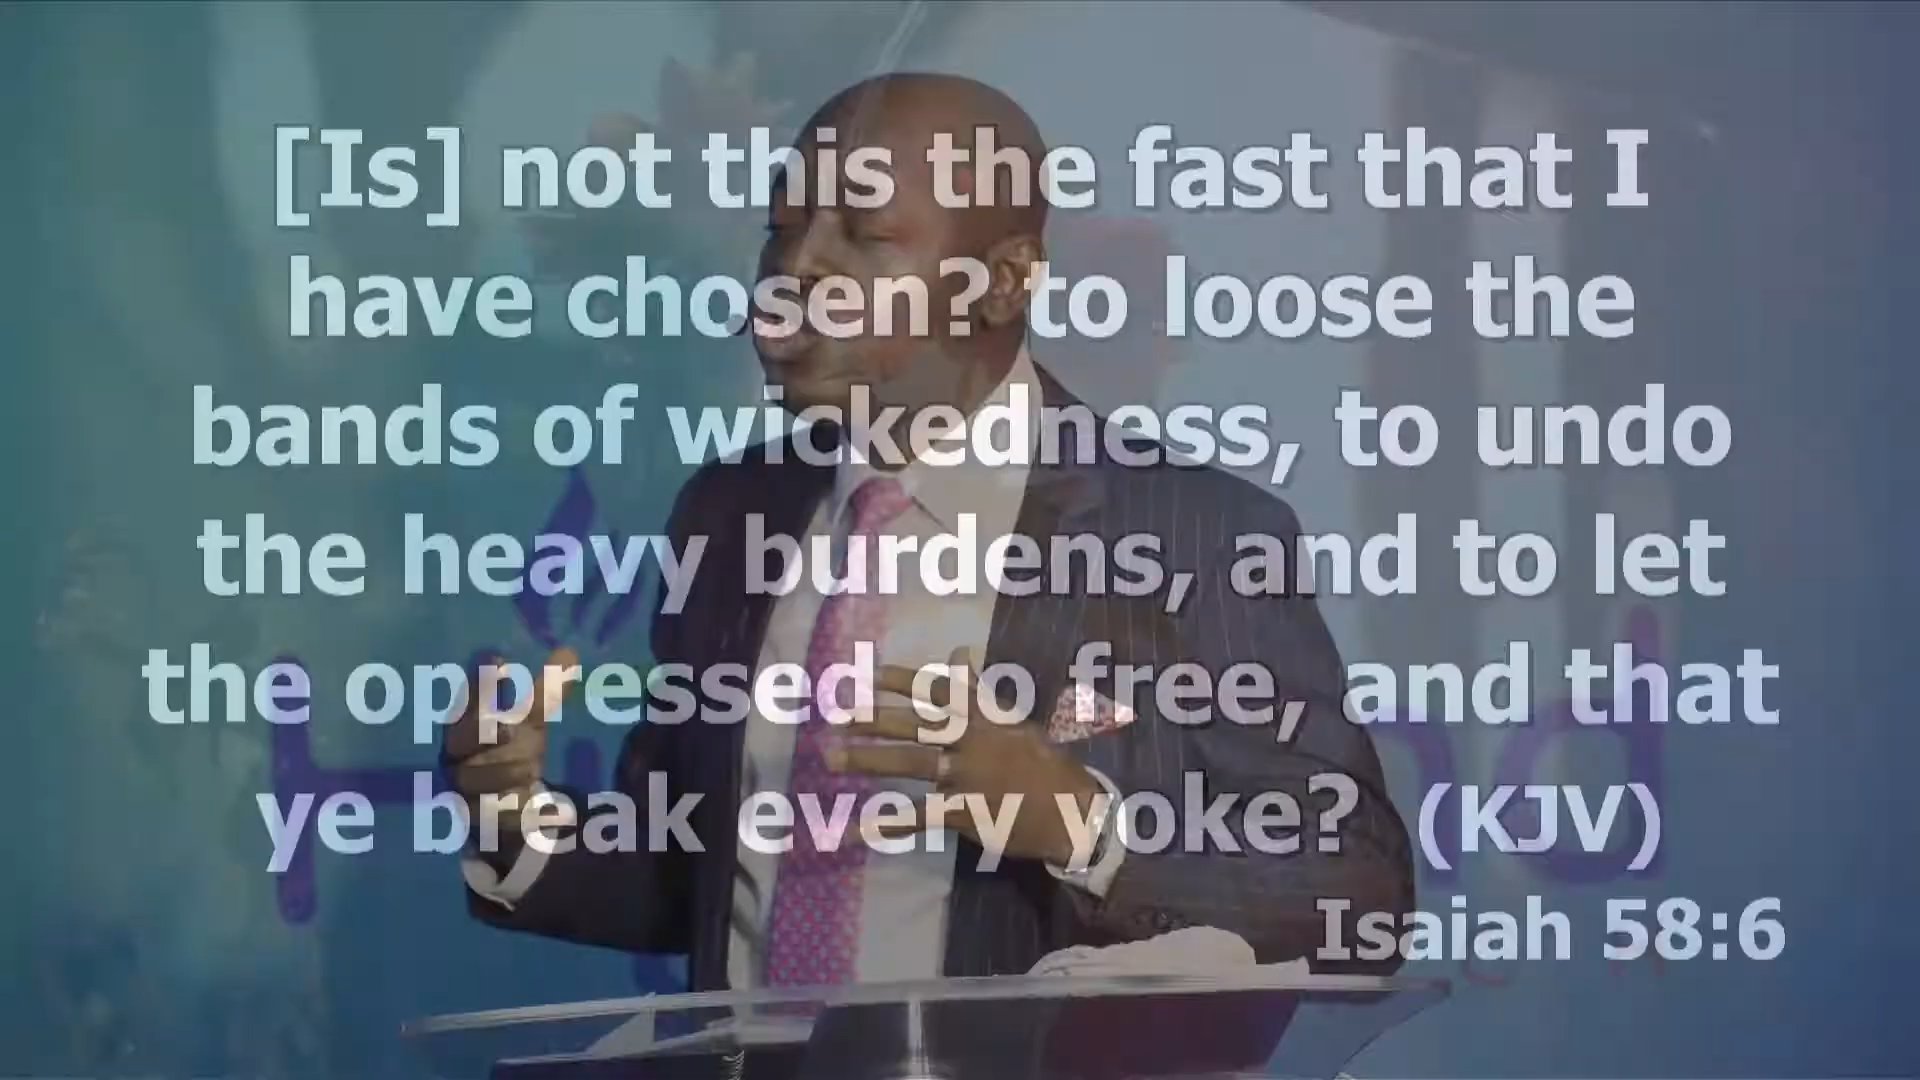 [Is] not this the fast that I
have chosen? to loose the
bands of wickedness, to undo
the heavy burdens, and to let
the oppressed go free, and that
ye break every yoke? (KJV)
Isaiah 58:6